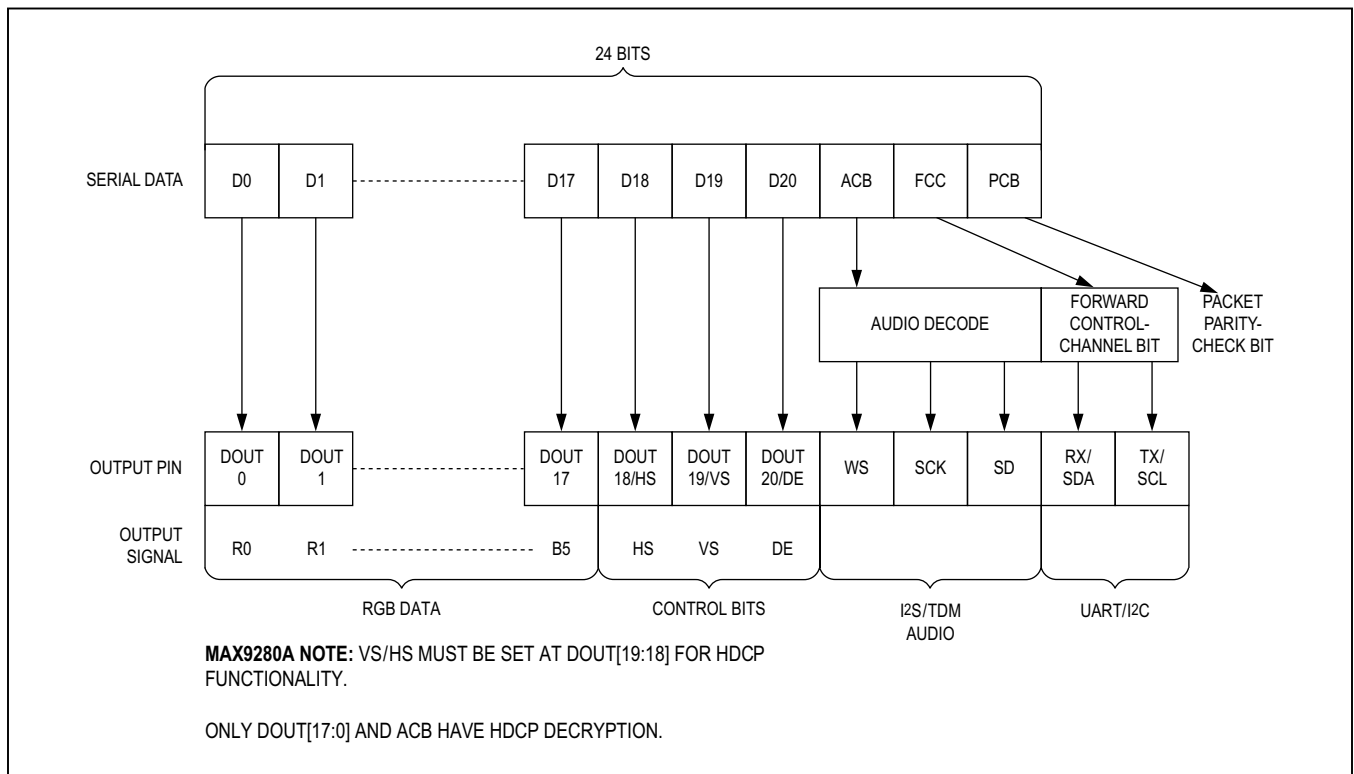 24 BITS
SERIAL DATA D0 D1 D17 D18 D19 D20 ACB FCC PCB
AUDIO DECODE
FORWARD
CONTROL-
CHANNEL BIT
PACKET
PARITY-
CHECK BIT
OUTPUT PIN
DOUT
0
DOUT
1
DOUT
17
DOUT
18/HS
DOUT
19/VS
DOUT
20/DE
WS
SCK
SD
RX/
SDA
TX/
SCL
OUTPUT
SIGNAL
R0 R1 B5 HS VS DE
RGB DATA
CONTROL BITS
I2S/TDM
AUDIO
UART/I2C
MAX9280A NOTE: VS/HS MUST BE SET AT DOUT[19:18] FOR HDCP
FUNCTIONALITY.
ONLY DOUT[17:0] AND ACB HAVE HDCP DECRYPTION.